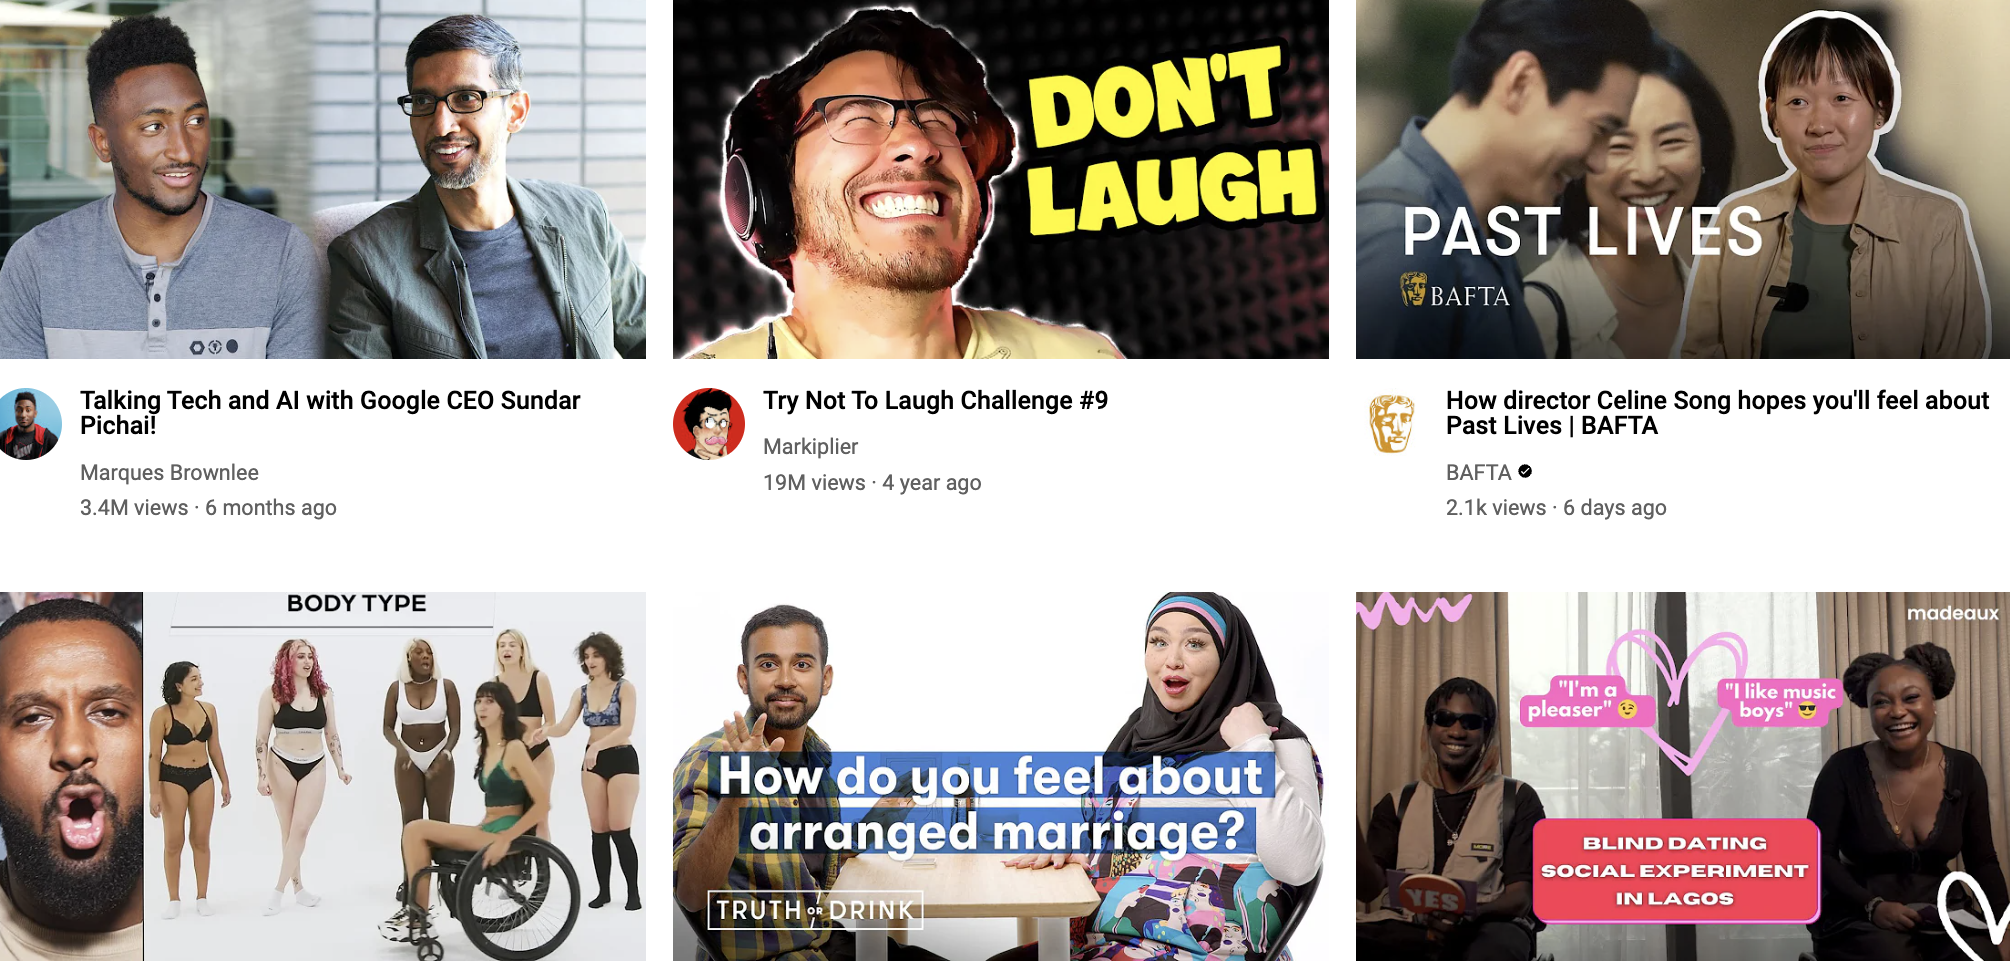 DON'T
LAUGH
PAST LIVES
BAFTA
Talking Tech and AI with Google CEO Sundar
Pichai!
Marques Brownlee
3.4M views · 6 months ago
Try Not To Laugh Challenge #9
Markiplier
19M views · 4 year ago
How director Celine Song hopes you'll feel about
Past Lives | BAFTA
BAFTA
2.1k views · 6 days ago
BODY TYPE
How do you feel about
arranged marriage?
TRUTH OR DRINK
madeaux
"I'm a
pleaser" 😉
"I like music
boys" 😎
YES
BLIND DATING
SOCIAL EXPERIMENT
IN LAGOS